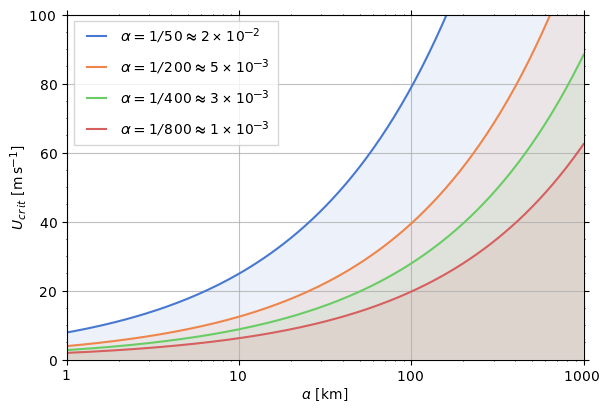 100
80
60
40
20
0
U_crit [m s⁻¹]
α = 1/50 ≈ 2 × 10⁻²
α = 1/200 ≈ 5 × 10⁻³
α = 1/400 ≈ 3 × 10⁻³
α = 1/800 ≈ 1 × 10⁻³
1 10 100 1000
α [km]